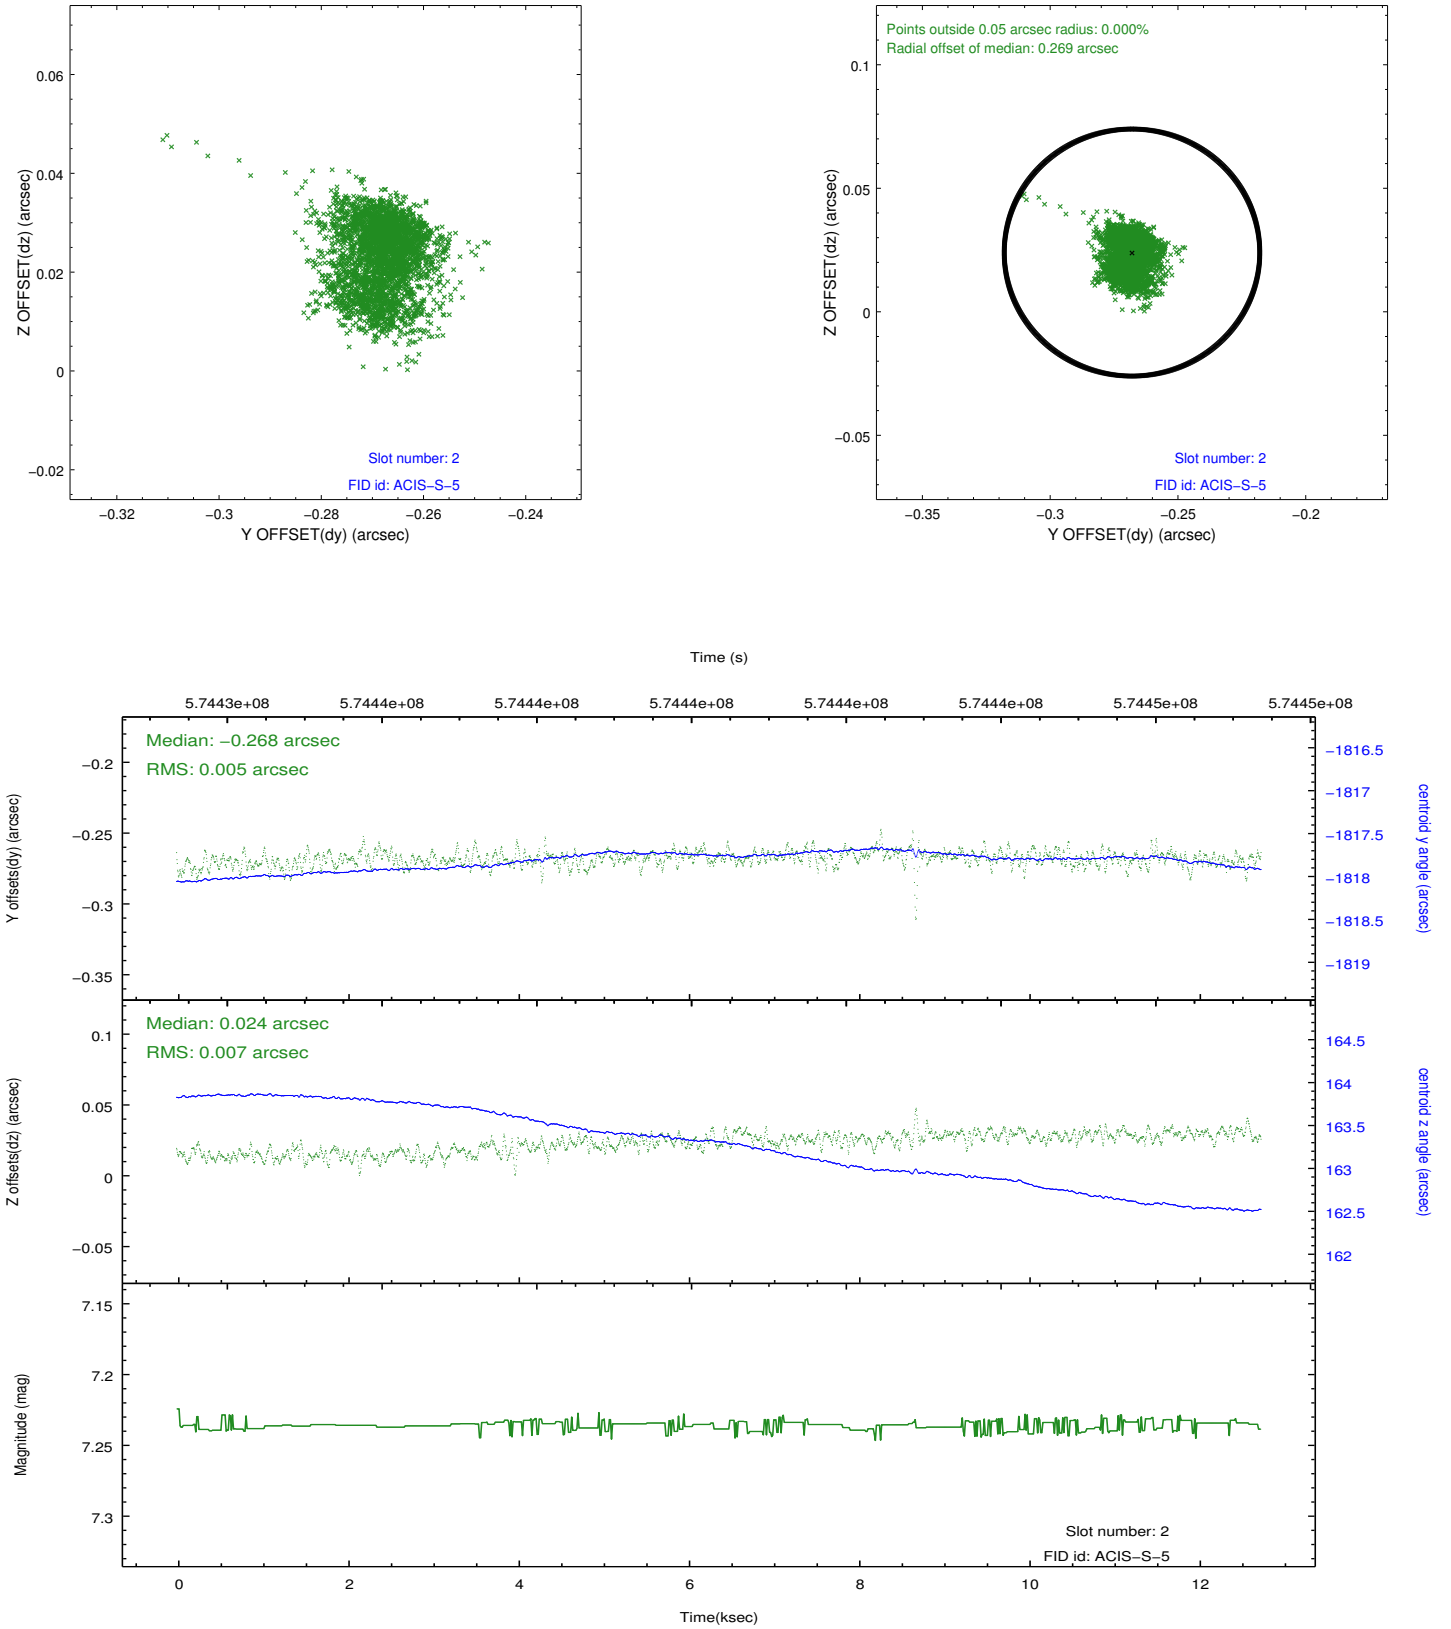 0.06
0.04
0.02
0
−0.02
Z OFFSET(dz) (arcsec)
Slot number: 2
FID id: ACIS−S−5
−0.32
−0.3
−0.28
−0.26
−0.24
Y OFFSET(dy) (arcsec)
Points outside 0.05 arcsec radius: 0.000%
Radial offset of median: 0.269 arcsec
0.1
0.05
0
−0.05
Z OFFSET(dz) (arcsec)
Slot number: 2
FID id: ACIS−S−5
−0.35
−0.3
−0.25
−0.2
Y OFFSET(dy) (arcsec)
Time (s)
5.7443e+08
5.7444e+08
5.7444e+08
5.7444e+08
5.7444e+08
5.7444e+08
5.7445e+08
5.7445e+08
Median: −0.268 arcsec
RMS: 0.005 arcsec
−0.2
−0.25
−0.3
−0.35
Y offsets(dy) (arcsec)
−1816.5
−1817
−1817.5
−1818
−1818.5
−1819
centroid y angle (arcsec)
Median: 0.024 arcsec
RMS: 0.007 arcsec
0.1
0.05
0
−0.05
Z offsets(dz) (arcsec)
164.5
164
163.5
163
162.5
162
centroid z angle (arcsec)
7.15
7.2
7.25
7.3
Magnitude (mag)
Slot number: 2
FID id: ACIS−S−5
0
2
4
6
8
10
12
Time(ksec)